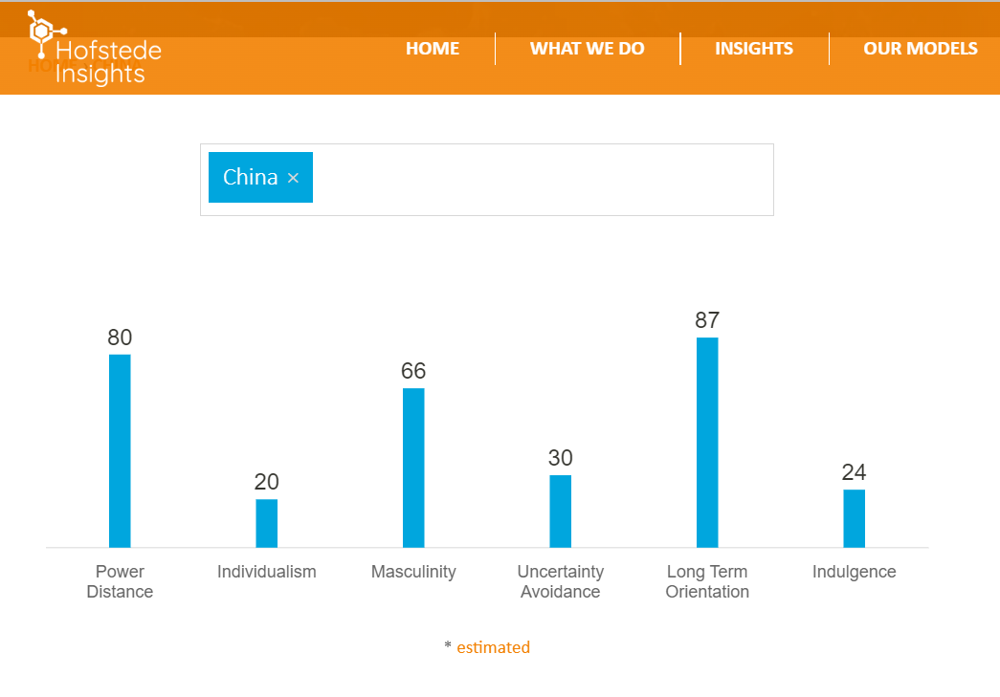 Hofstede
Insights
HOME
WHAT WE DO
INSIGHTS
OUR MODELS
China ×
80
20
66
30
87
24
Power
Distance
Individualism
Masculinity
Uncertainty
Avoidance
Long Term
Orientation
Indulgence
* estimated